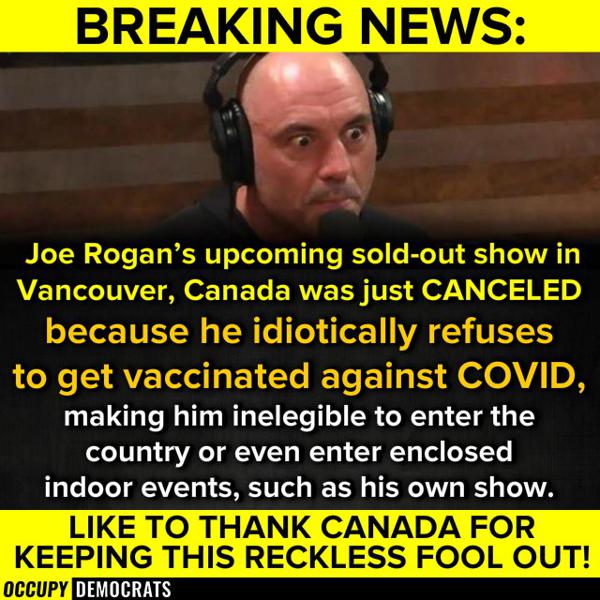 BREAKING NEWS:
Joe Rogan's upcoming sold-out show in
Vancouver, Canada was just CANCELED
because he idiotically refuses
to get vaccinated against COVID,
making him inelegible to enter the
country or even enter enclosed
indoor events, such as his own show.
LIKE TO THANK CANADA FOR
KEEPING THIS RECKLESS FOOL OUT!
OCCUPY DEMOCRATS